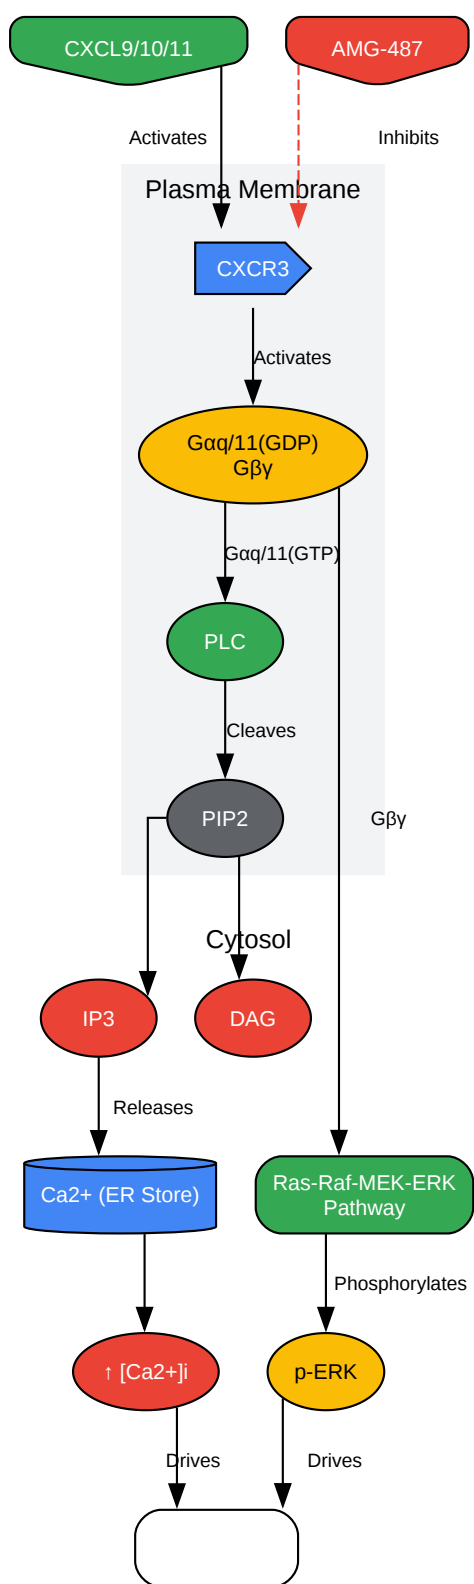 CXCL9/10/11
AMG-487
Activates
Inhibits
Plasma Membrane
CXCR3
Activates
Gαq/11(GDP)
Gβγ
Gαq/11(GTP)
PLC
Cleaves
PIP2
Gβγ
Cytosol
IP3
DAG
Releases
Ca2+ (ER Store)
Ras-Raf-MEK-ERK
Pathway
Phosphorylates
↑ [Ca2+]i
p-ERK
Drives
Drives